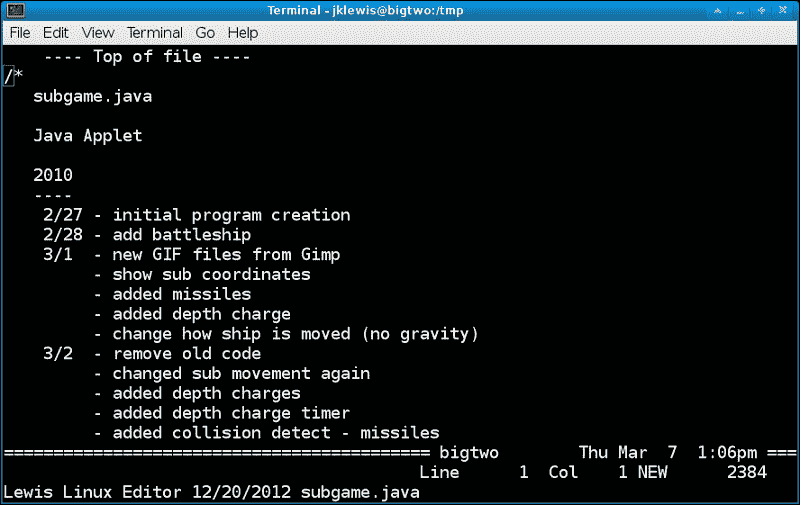 Terminal - jklewis@bigtwo:/tmp
File Edit View Terminal Go Help
---- Top of file ----
/*
subgame.java
Java Applet
2010
----
2/27 - initial program creation
2/28 - add battleship
3/1 - new GIF files from Gimp
- show sub coordinates
- added missiles
- added depth charge
- change how ship is moved (no gravity)
3/2 - remove old code
- changed sub movement again
- added depth charges
- added depth charge timer
- added collision detect - missiles
=========================================== bigtwo Thu Mar 7 1:06pm ===
Line 1 Col 1 NEW 2384
Lewis Linux Editor 12/20/2012 subgame.java